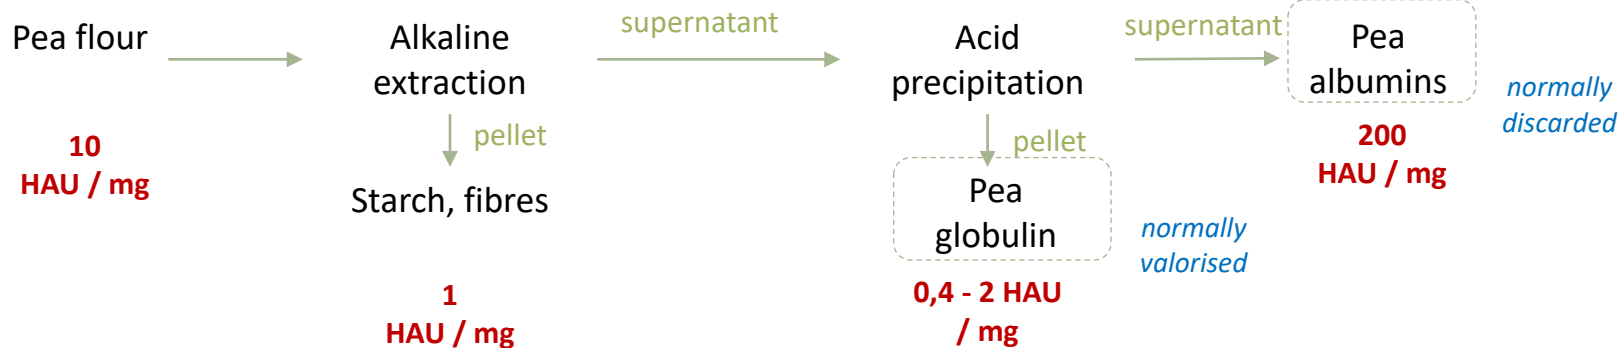 Pea flour
10
HAU / mg
Alkaline
extraction
supernatant
pellet
Starch, fibres
1
HAU / mg
Acid
precipitation
supernatant
pellet
Pea
globulin
normally
valorised
0,4 - 2 HAU
/ mg
Pea
albumins
normally
discarded
200
HAU / mg